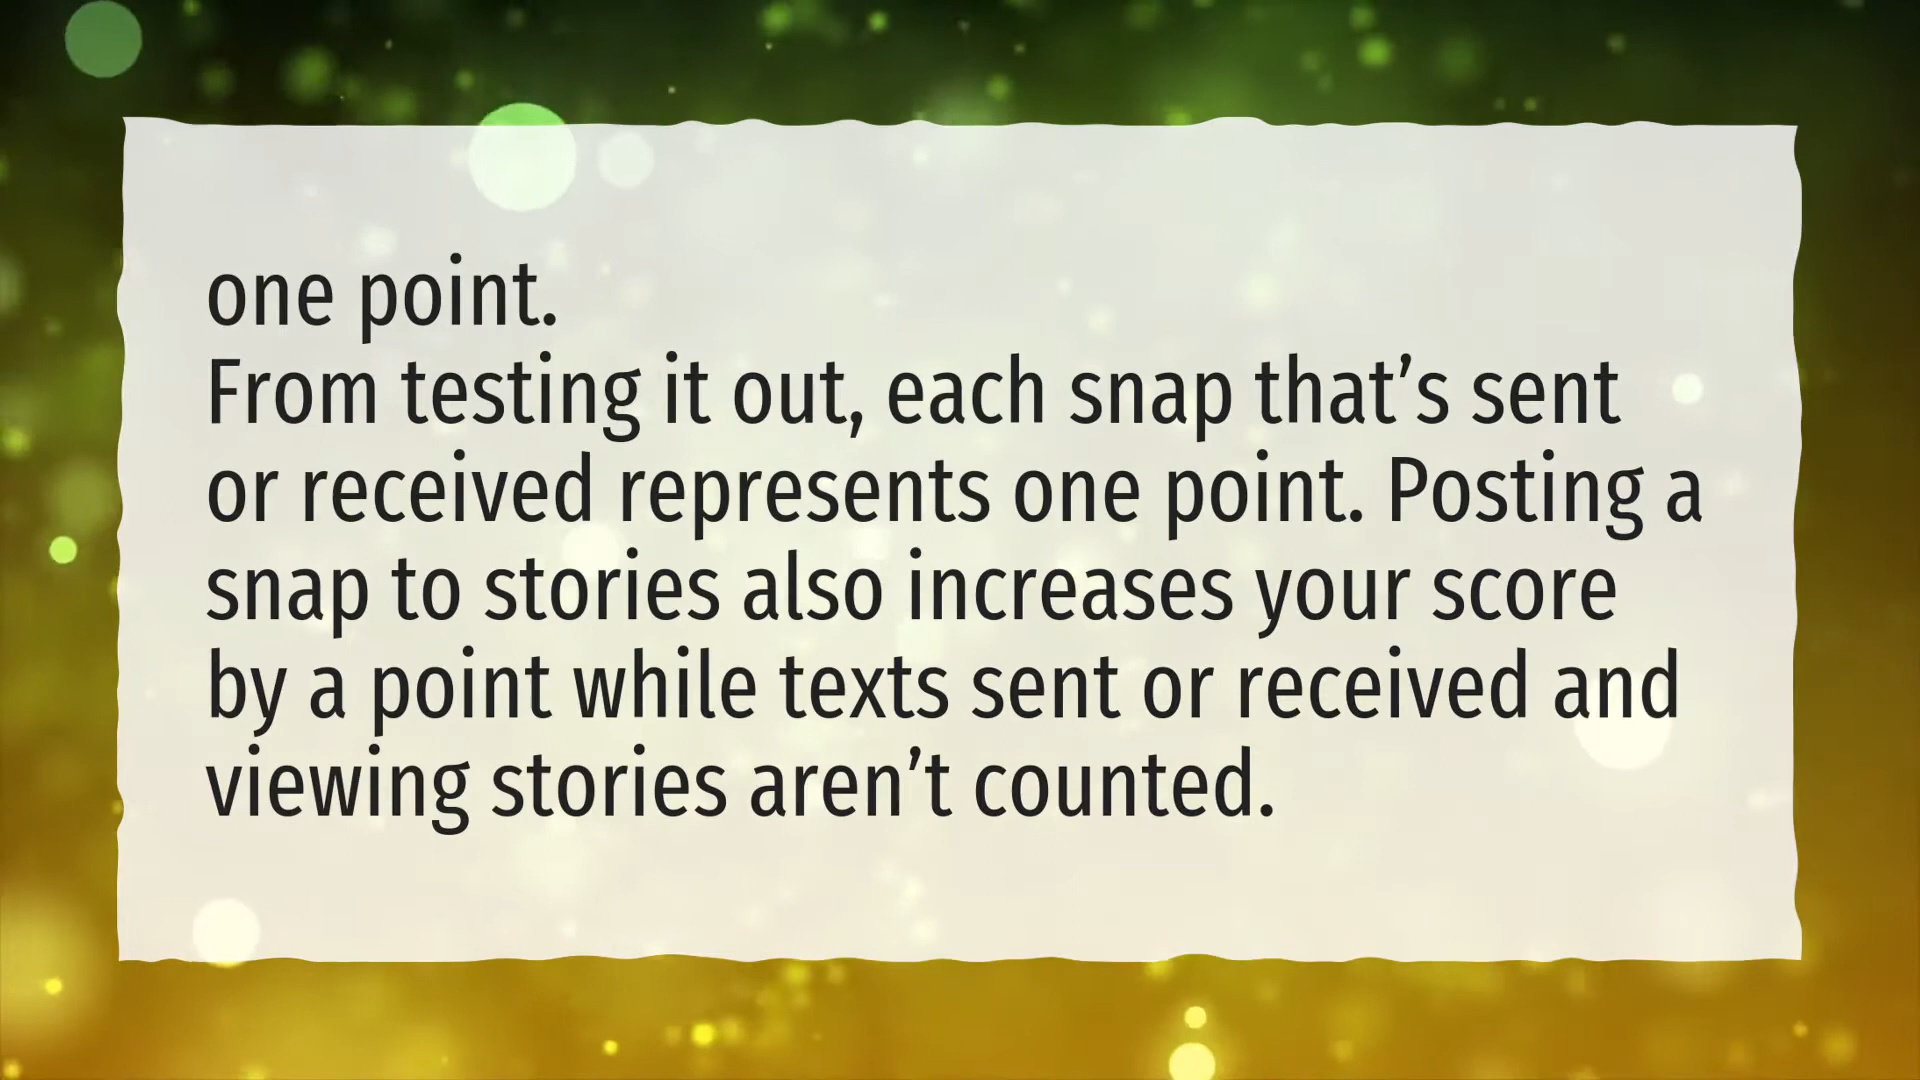 one point.
From testing it out, each snap that’s sent
or received represents one point. Posting a
snap to stories also increases your score
by a point while texts sent or received and
viewing stories aren’t counted.